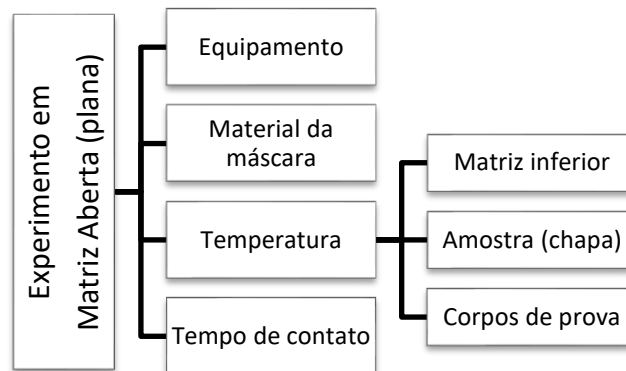 Experimento em
Matriz Aberta (plana)
Equipamento
Material da
máscara
Temperatura
Tempo de contato
Matriz inferior
Amostra (chapa)
Corpos de prova